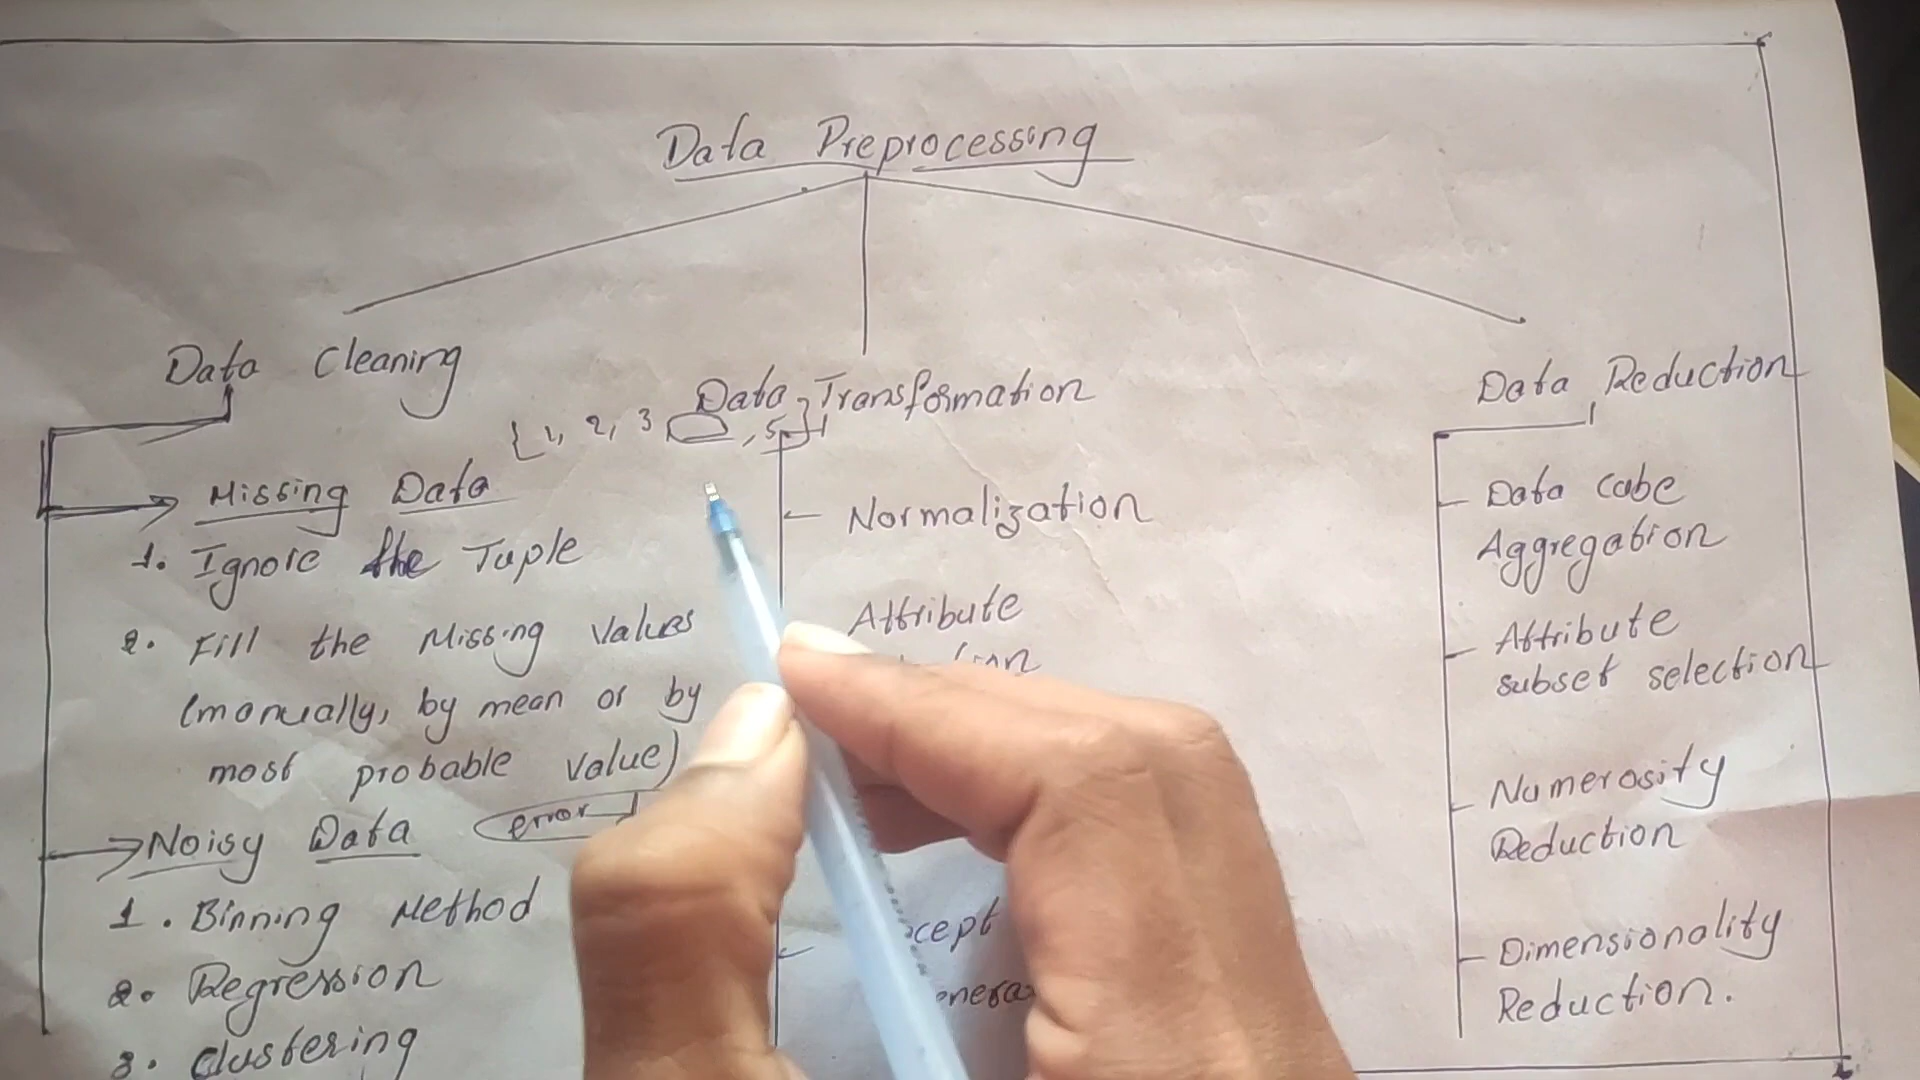 Data Preprocessing
Data Cleaning
Missing Data
1. Ignore the Tuple
2. Fill the Missing Values
(manually, by mean or by
most probable value)
Noisy Data
error
1. Binning Method
2. Regression
3. Clustering
Data Transformation
{1, 2, 3 , 5}
Normalization
Attribute
Data Reduction
Data cube
Aggregation
Attribute
subset selection
Numerosity
Reduction
Dimensionality
Reduction.